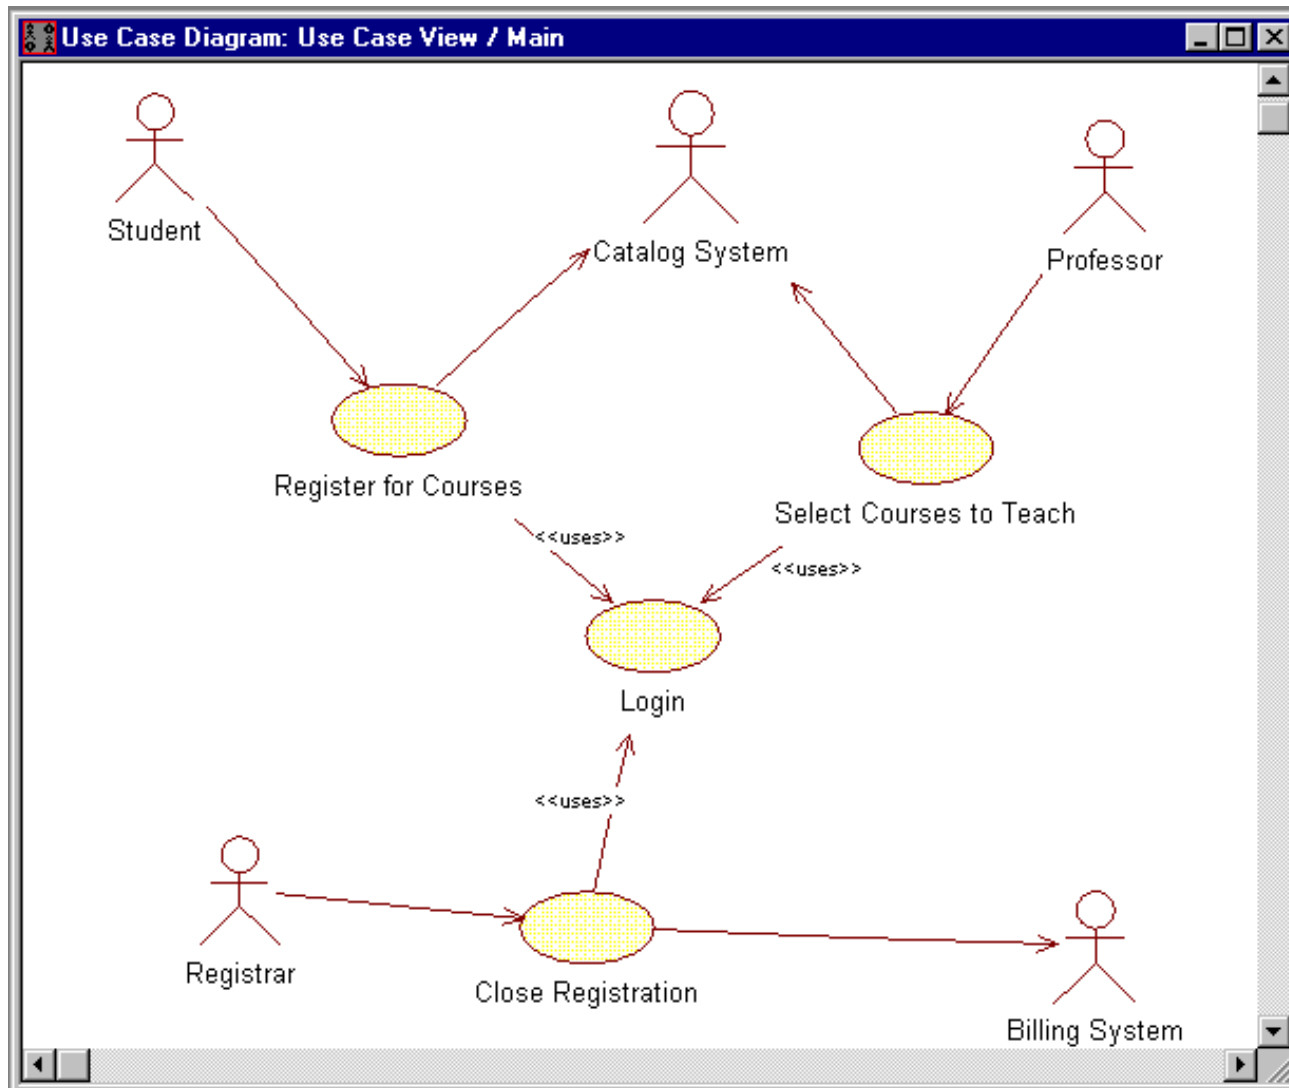 Use Case Diagram: Use Case View / Main
Student
Catalog System
Professor
Register for Courses
Select Courses to Teach
<<uses>>
<<uses>>
Login
<<uses>>
Registrar
Close Registration
Billing System